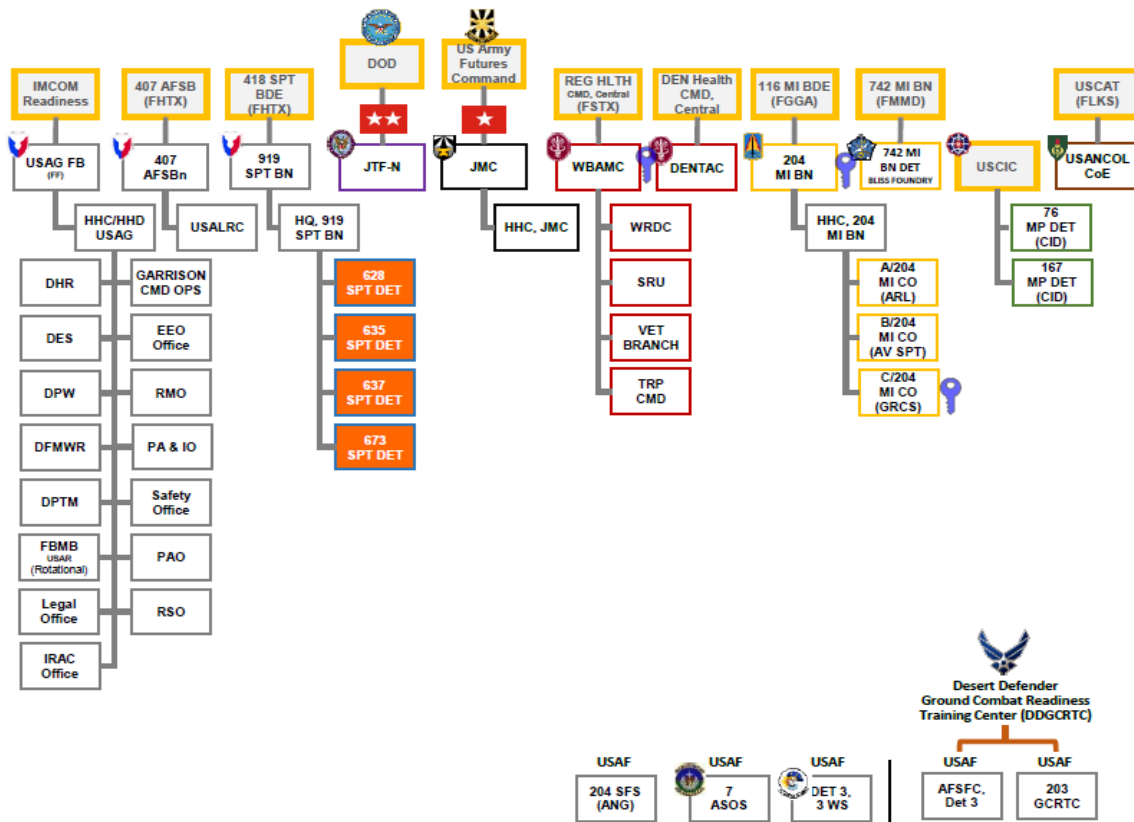 DOD
US Army
Futures
Command
IMCOM
Readiness
407 AFSB
(FHTX)
418 SPT
BDE
(FHTX)
REG HLTH
CMD, Central
(FSTX)
DEN Health
CMD,
Central
116 MI BDE
(FGGA)
742 MI BN
(FMMD)
USCAT
(FLKS)
USAG FB
(FF)
407
AFSBn
919
SPT BN
JTF-N
JMC
WBAMC
DENTAC
204
MI BN
742 MI
BN DET
BLISS FOUNDRY
USCIC
USANCOL
CoE
HHC/HHD
USAG
USALRC
HQ, 919
SPT BN
HHC, JMC
WRDC
HHC, 204
MI BN
76
MP DET
(CID)
DHR
GARRISON
CMD OPS
628
SPT DET
SRU
A/204
MI CO
(ARL)
167
MP DET
(CID)
DES
EEO
Office
635
SPT DET
VET
BRANCH
B/204
MI CO
(AV SPT)
DPW
RMO
637
SPT DET
TRP
CMD
C/204
MI CO
(GRCS)
DFMWR
PA & IO
673
SPT DET
DPTM
Safety
Office
FBMB
USAR
(Rotational)
PAO
Legal
Office
RSO
IRAC
Office
Desert Defender
Ground Combat Readiness
Training Center (DDGCRTC)
USAF
204 SFS
(ANG)
USAF
7
ASOS
USAF
DET 3,
3 WS
USAF
AFSFC,
Det 3
USAF
203
GCRTC